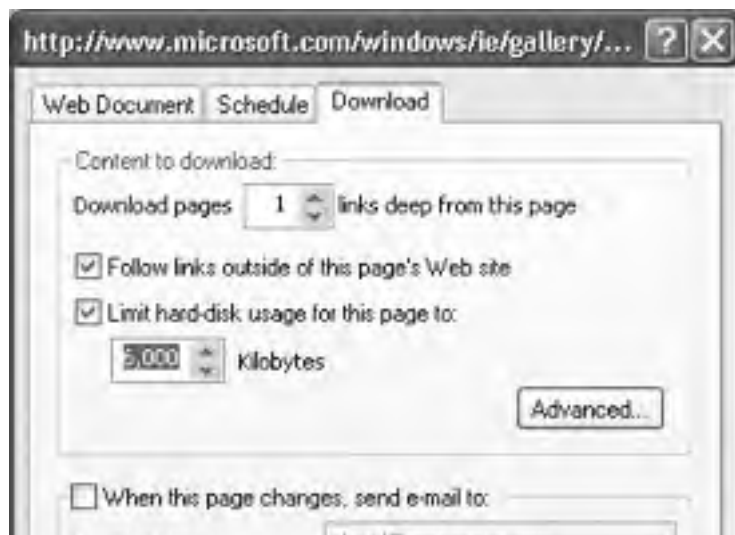 http://www.microsoft.com/windows/ie/gallery/... ? X
Web Document Schedule Download
Content to download:
Download pages 1 links deep from this page
Follow links outside of this page's Web site
Limit hard-disk usage for this page to:
5,000 Kilobytes
Advanced...
When this page changes, send e-mail to: